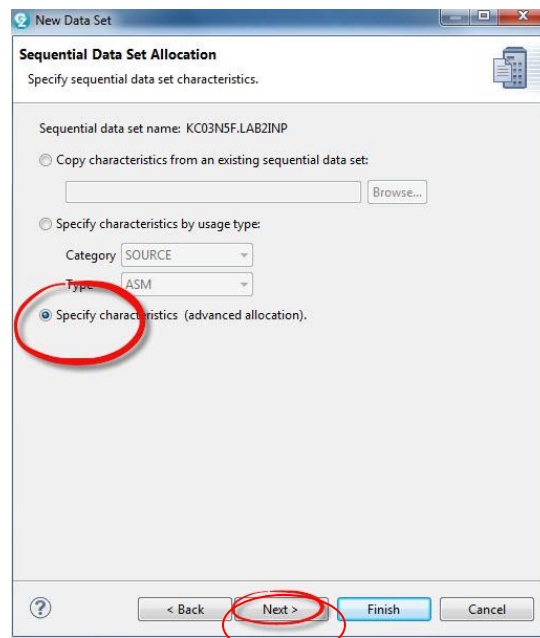 New Data Set
Sequential Data Set Allocation
Specify sequential data set characteristics.
Sequential data set name: KC03N5F.LAB2INP
Copy characteristics from an existing sequential data set:
Browse...
Specify characteristics by usage type:
Category SOURCE
Type ASM
Specify characteristics (advanced allocation).
? < Back Next > Finish Cancel